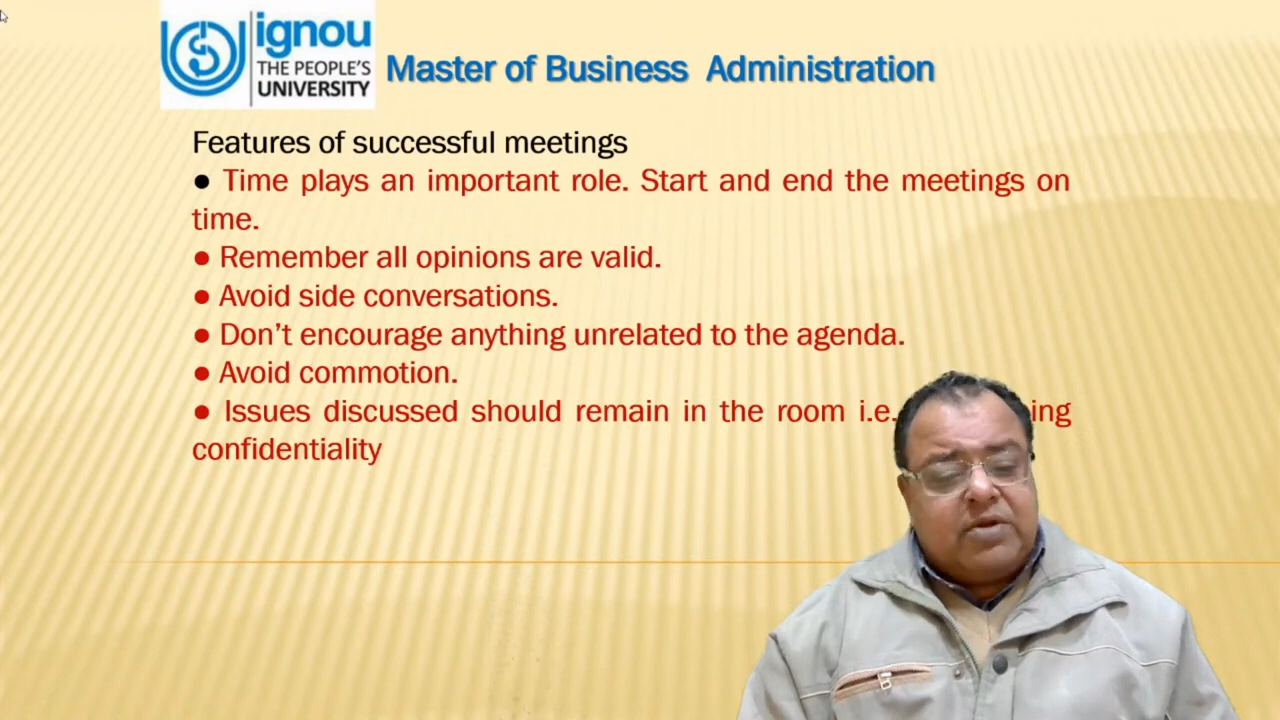 ignou
THE PEOPLE'S
UNIVERSITY
Master of Business Administration
Features of successful meetings
● Time plays an important role. Start and end the meetings on
time.
● Remember all opinions are valid.
● Avoid side conversations.
● Don't encourage anything unrelated to the agenda.
● Avoid commotion.
● Issues discussed should remain in the room i.e. ing
confidentiality